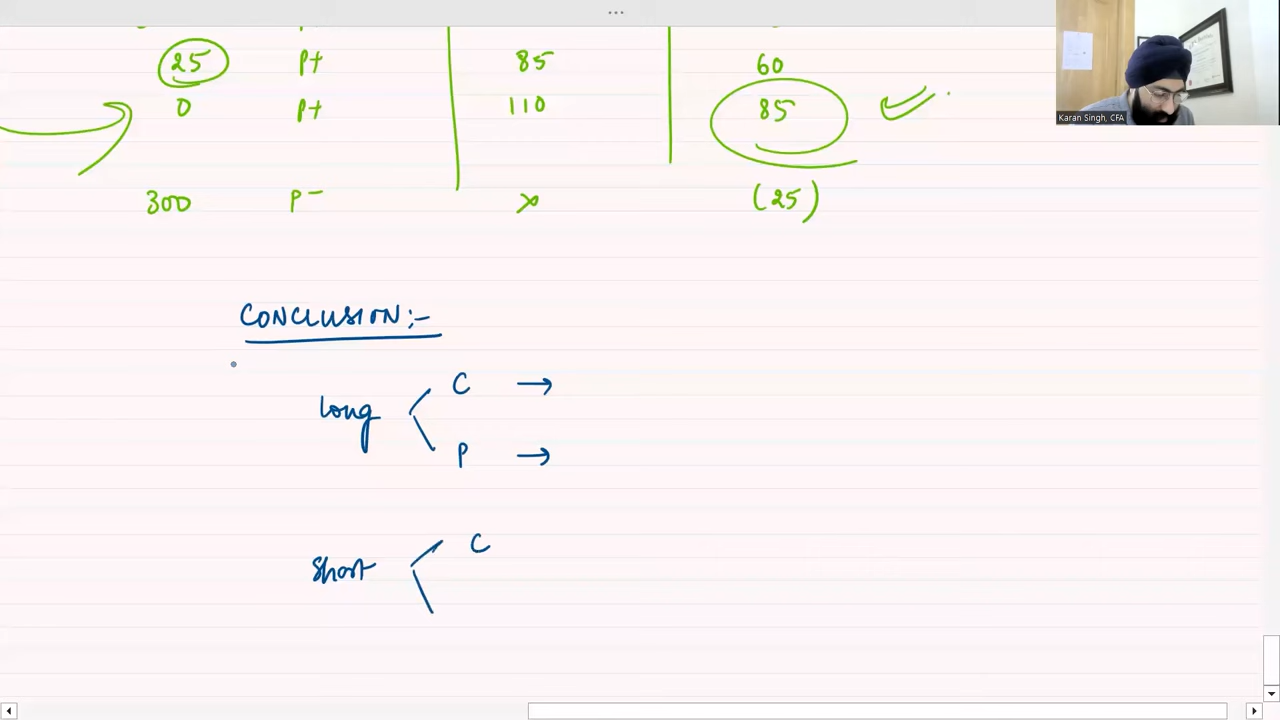 25 P+ 85 60
0 P+ 110 85
300 P- × (25)
Karan Singh, CFA
CONCLUSION:-
long C →
P →
Short C